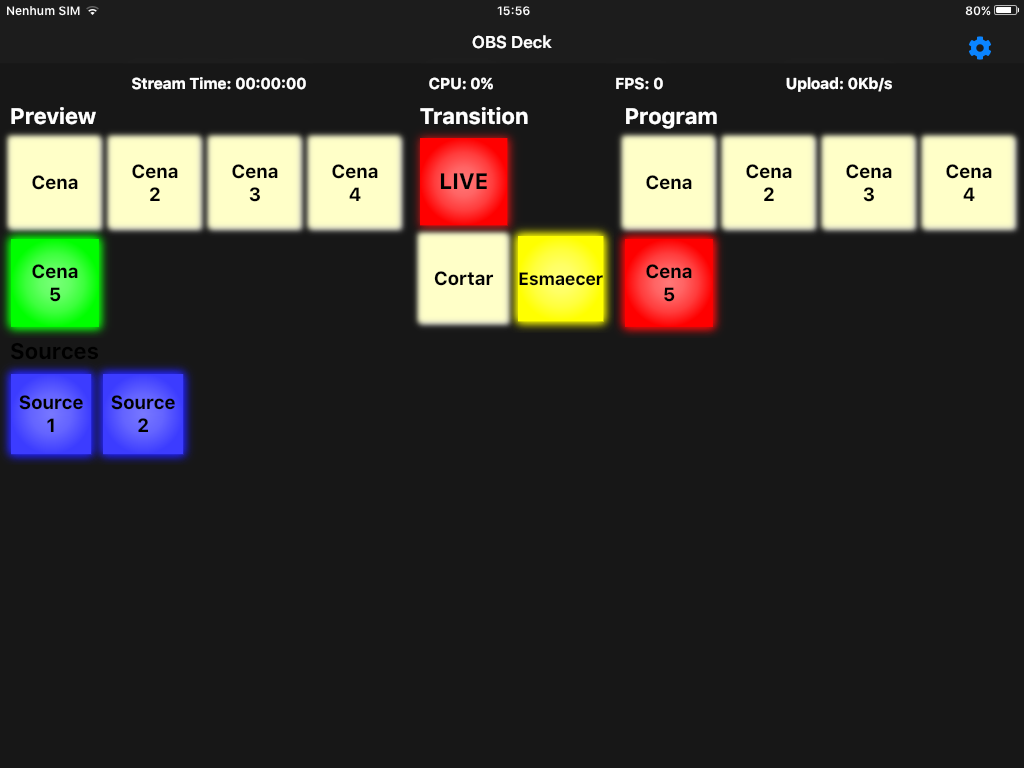 Nenhum SIM 15:56 80%
OBS Deck
Stream Time: 00:00:00 CPU: 0% FPS: 0 Upload: 0Kb/s
Preview
Cena
Cena
2
Cena
3
Cena
4
Cena
5
Transition
LIVE
Cortar
Esmaecer
Program
Cena
Cena
2
Cena
3
Cena
4
Cena
5
Sources
Source
1
Source
2